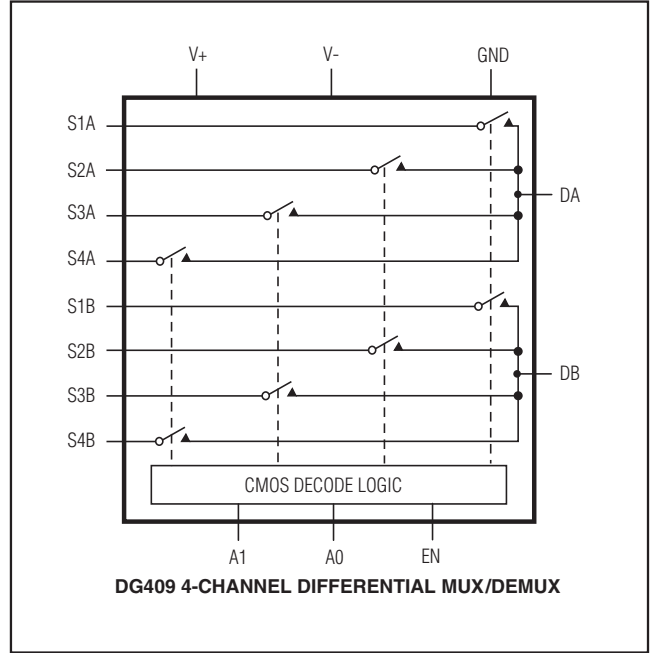 V+ V- GND
S1A
S2A
DA
S3A
S4A
S1B
S2B
DB
S3B
S4B
CMOS DECODE LOGIC
A1 A0 EN
DG409 4-CHANNEL DIFFERENTIAL MUX/DEMUX